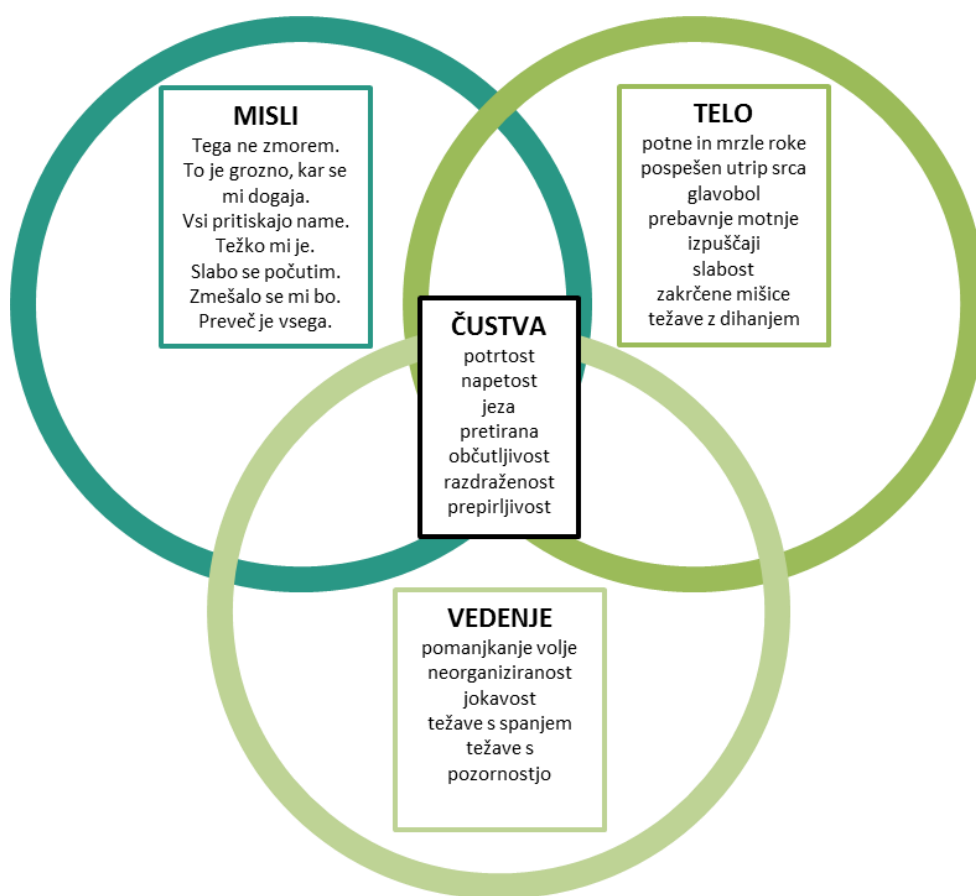 MISLI
Tega ne zmorem.
To je grozno, kar se
mi dogaja.
Vsi pritiskajo name.
Težko mi je.
Slabo se počutim.
Zmešalo se mi bo.
Preveč je vsega.
TELO
potne in mrzle roke
pospešen utrip srca
glavobol
prebavnje motnje
izpuščaji
slabost
zakrčene mišice
težave z dihanjem
ČUSTVA
potrtost
napetost
jeza
pretirana
občutljivost
razdraženost
prepirljivost
VEDENJE
pomanjkanje volje
neorganiziranost
jokavost
težave s spanjem
težave s
pozornostjo